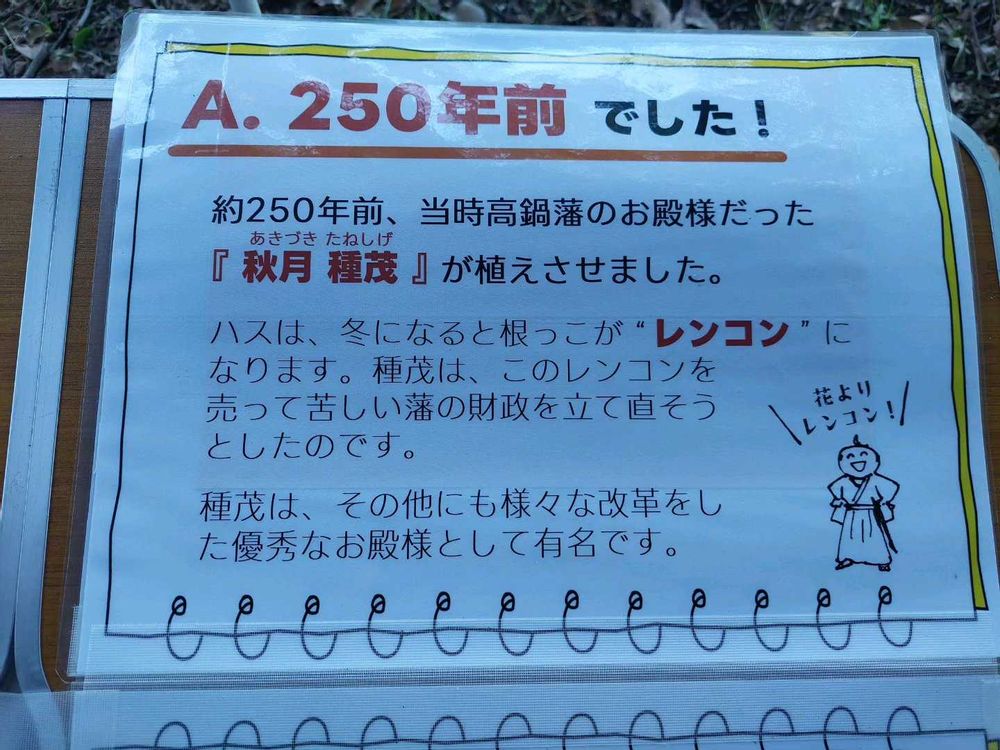 A. 250年前 でした！
約250年前、当時高鍋藩のお殿様だった
あきづき たねしげ
『 秋月 種茂 』が植えさせました。
ハスは、冬になると根っこが“レンコン”に
なります。種茂は、このレンコンを
売って苦しい藩の財政を立て直そう
としたのです。
花より
レンコン！
種茂は、その他にも様々な改革をし
た優秀なお殿様として有名です。